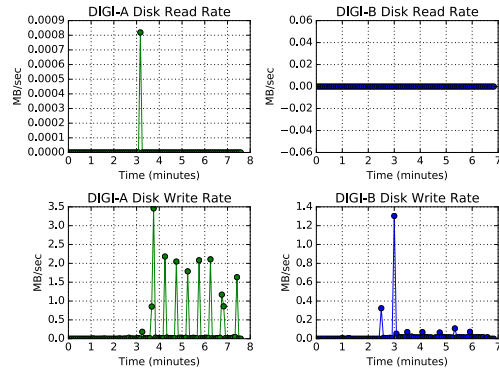 DIGI-A Disk Read Rate
0.0009
0.0008
0.0007
0.0006
0.0005
0.0004
0.0003
0.0002
0.0001
0.0000
MB/sec
0 1 2 3 4 5 6 7 8
Time (minutes)
DIGI-B Disk Read Rate
0.06
0.04
0.02
0.00
−0.02
−0.04
−0.06
MB/sec
0 1 2 3 4 5 6 7
Time (minutes)
DIGI-A Disk Write Rate
3.5
3.0
2.5
2.0
1.5
1.0
0.5
0.0
MB/sec
0 1 2 3 4 5 6 7 8
Time (minutes)
DIGI-B Disk Write Rate
1.4
1.2
1.0
0.8
0.6
0.4
0.2
0.0
MB/sec
0 1 2 3 4 5 6 7
Time (minutes)